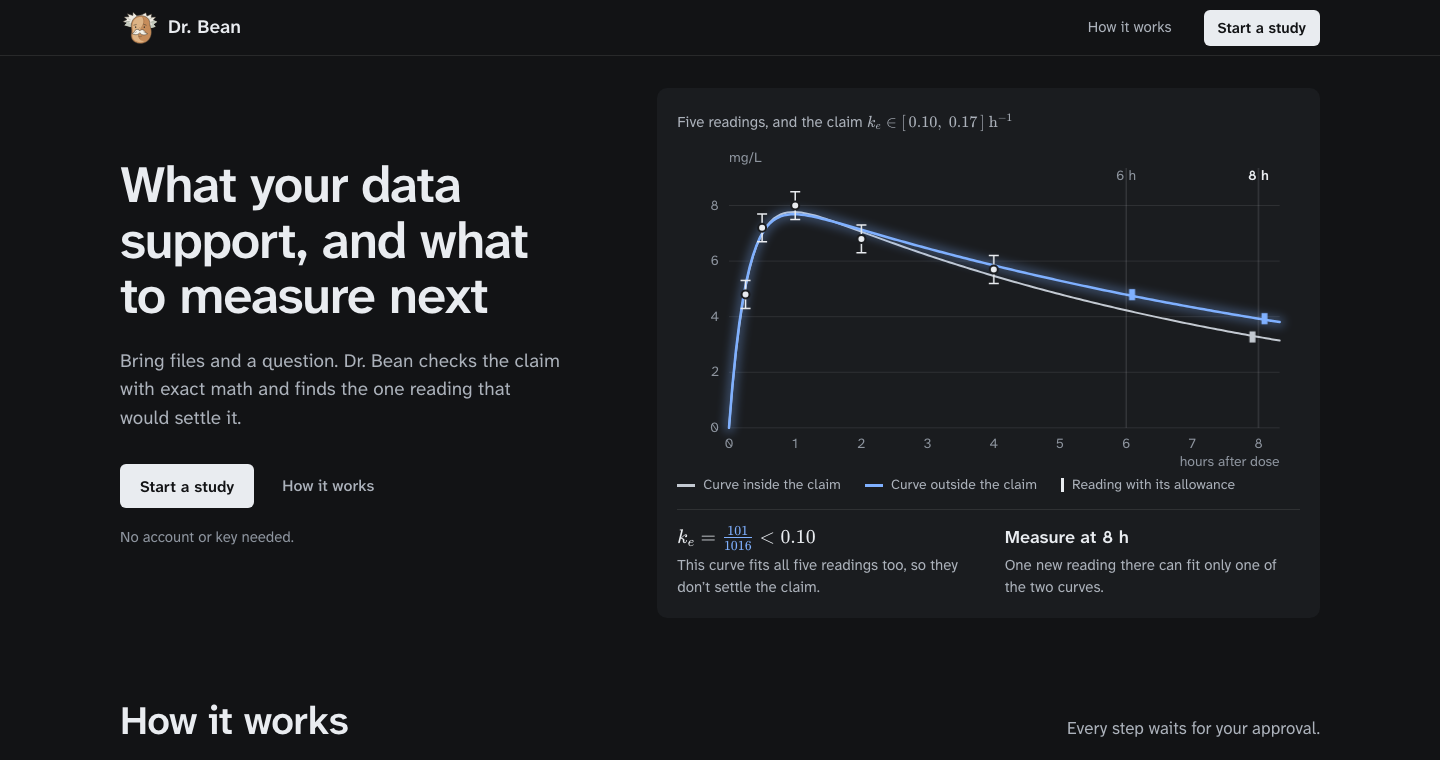 Dr. Bean
How it works
Start a study
What your data
support, and what
to measure next
Bring files and a question. Dr. Bean checks the claim
with exact math and finds the one reading that
would settle it.
Start a study
How it works
No account or key needed.
Five readings, and the claim kₑ ∈ [0.10, 0.17] h⁻¹
mg/L
6 h
8 h
8
6
4
2
0
0 1 2 3 4 5 6 7 8
hours after dose
Curve inside the claim
Curve outside the claim
Reading with its allowance
kₑ = 101/1016 < 0.10
This curve fits all five readings too, so they
don’t settle the claim.
Measure at 8 h
One new reading there can fit only one of
the two curves.
How it works
Every step waits for your approval.